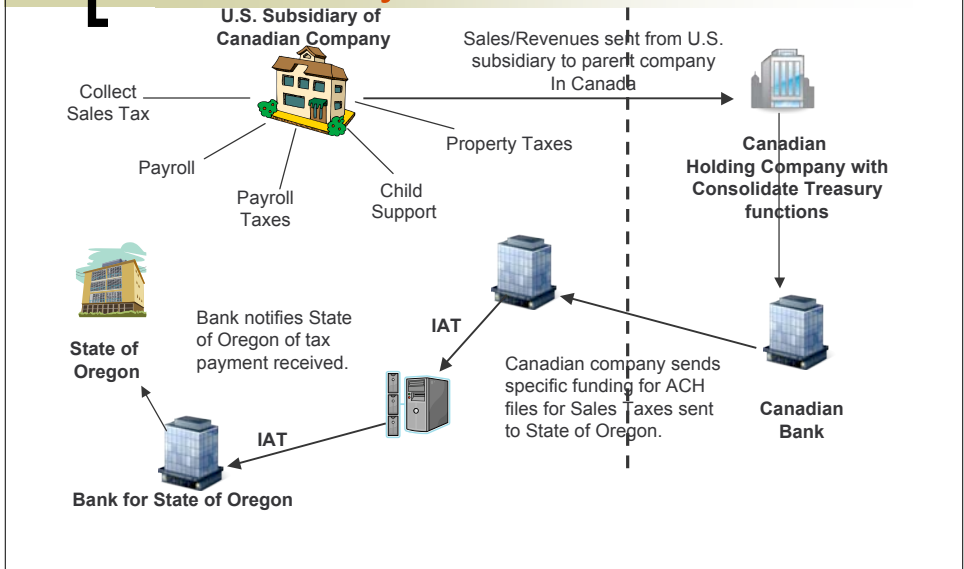 U.S. Subsidiary of
Canadian Company
Sales/Revenues sent from U.S.
subsidiary to parent company
In Canada
Collect
Sales Tax
Payroll
Payroll
Taxes
Child
Support
Property Taxes
Canadian
Holding Company with
Consolidate Treasury
functions
State of
Oregon
Bank notifies State
of Oregon of tax
payment received.
IAT
Canadian company sends
specific funding for ACH
files for Sales Taxes sent
to State of Oregon.
Canadian
Bank
IAT
Bank for State of Oregon